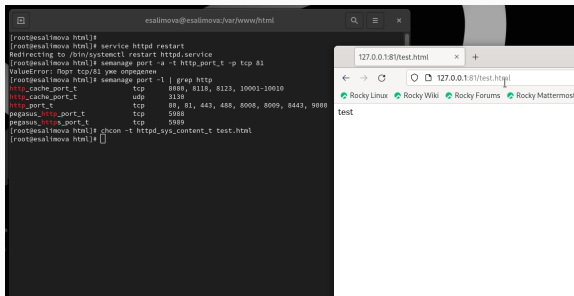 esalimova@esalimova:/var/www/html
[root@esalimova html]#
[root@esalimova html]# service httpd restart
Redirecting to /bin/systemctl restart httpd.service
[root@esalimova html]# semanage port -a -t http_port_t -p tcp 81
ValueError: Порт tcp/81 уже определен
[root@esalimova html]# semanage port -l | grep http
http_cache_port_t tcp 8080, 8118, 8123, 10001-10010
http_cache_port_t udp 3130
http_port_t tcp 80, 81, 443, 488, 8008, 8009, 8443, 9000
pegasus_http_port_t tcp 5988
pegasus_https_port_t tcp 5989
[root@esalimova html]# chcon -t httpd_sys_content_t test.html
[root@esalimova html]#
127.0.0.1:81/test.html
127.0.0.1:81/test.html
Rocky Linux Rocky Wiki Rocky Forums Rocky Mattermost
test